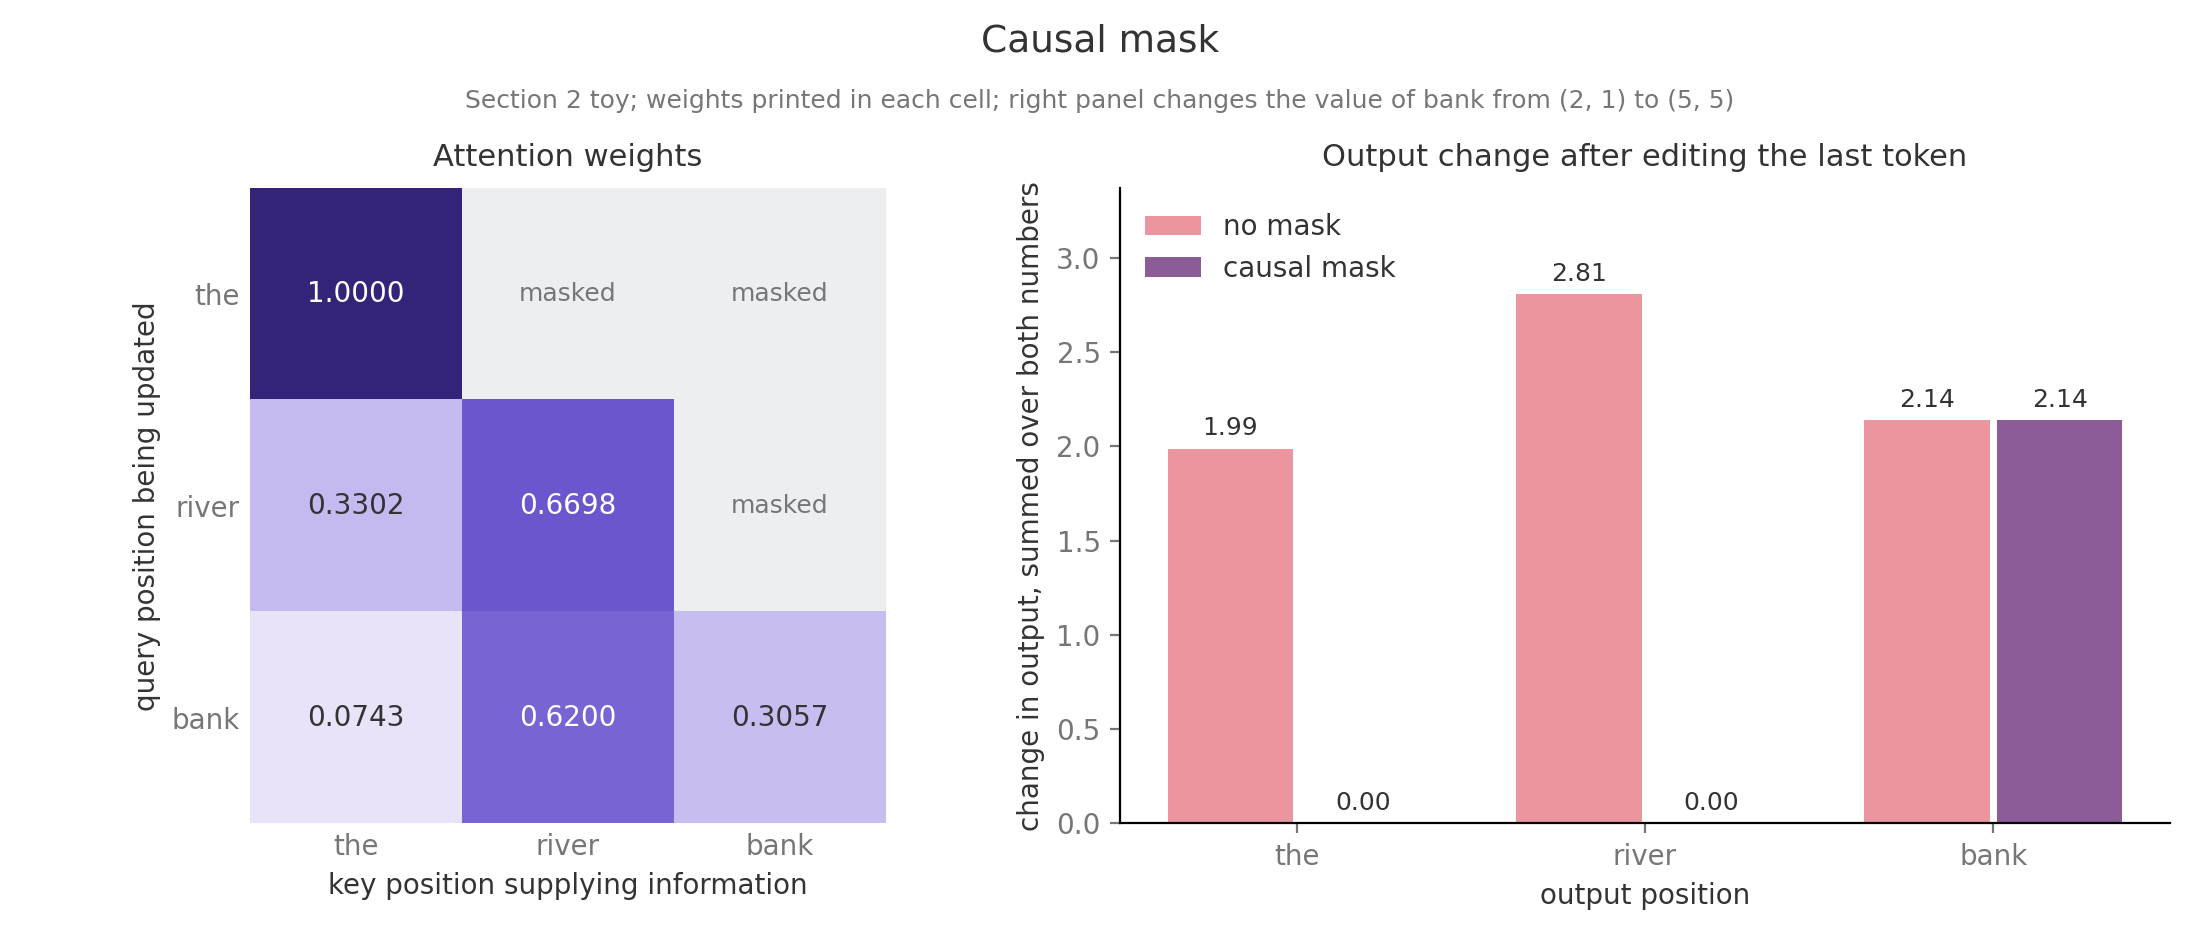 Causal mask
Section 2 toy; weights printed in each cell; right panel changes the value of bank from (2, 1) to (5, 5)
Attention weights
query position being updated
the
1.0000
masked
masked
river
0.3302
0.6698
masked
bank
0.0743
0.6200
0.3057
the
river
bank
key position supplying information
Output change after editing the last token
change in output, summed over both numbers
no mask
causal mask
3.0
2.5
2.0
1.5
1.0
0.5
0.0
1.99
0.00
2.81
0.00
2.14
2.14
the
river
bank
output position